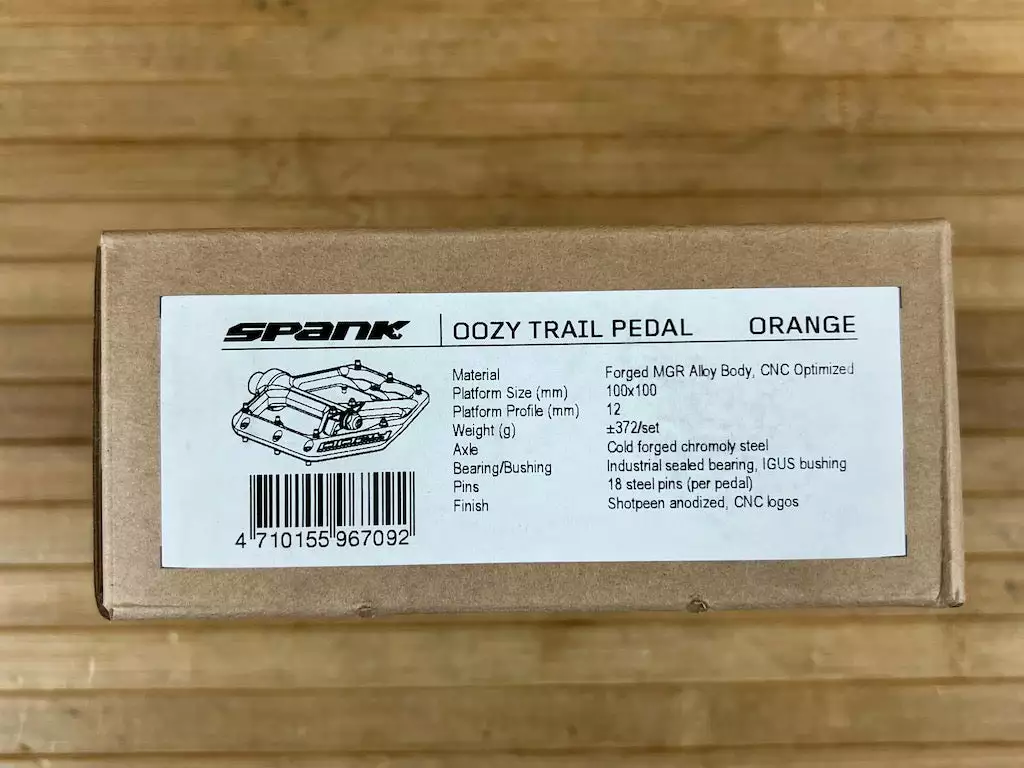 SPANK OOZY TRAIL PEDAL ORANGE
Material Forged MGR Alloy Body, CNC Optimized
Platform Size (mm) 100x100
Platform Profile (mm) 12
Weight (g) ±372/set
Axle Cold forged chromoly steel
Bearing/Bushing Industrial sealed bearing, IGUS bushing
Pins 18 steel pins (per pedal)
Finish Shotpeen anodized, CNC logos
4 710155 967092